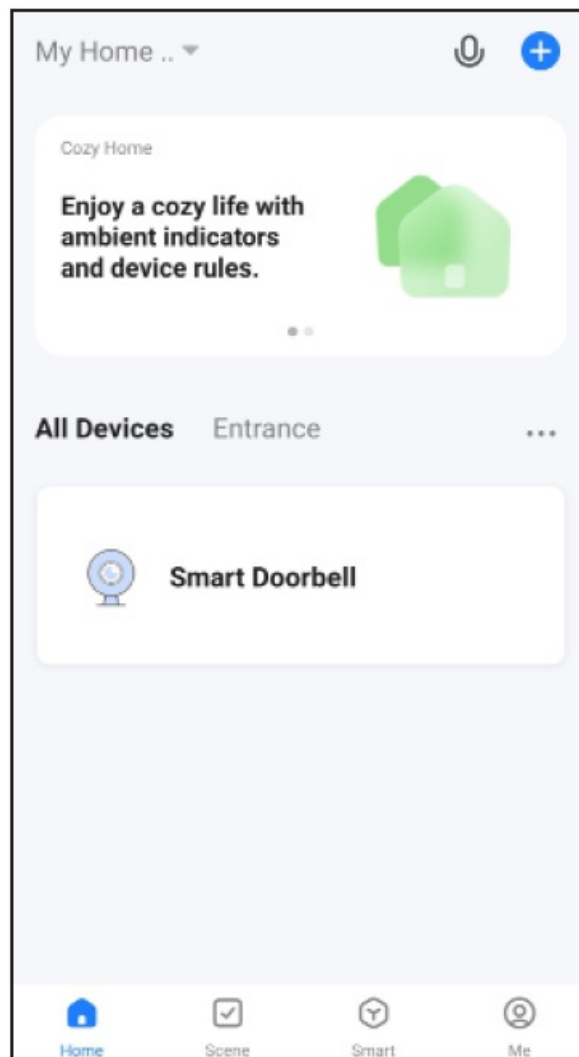 My Home ..
Cozy Home
Enjoy a cozy life with
ambient indicators
and device rules.
All Devices Entrance
Smart Doorbell
Home Scene Smart Me